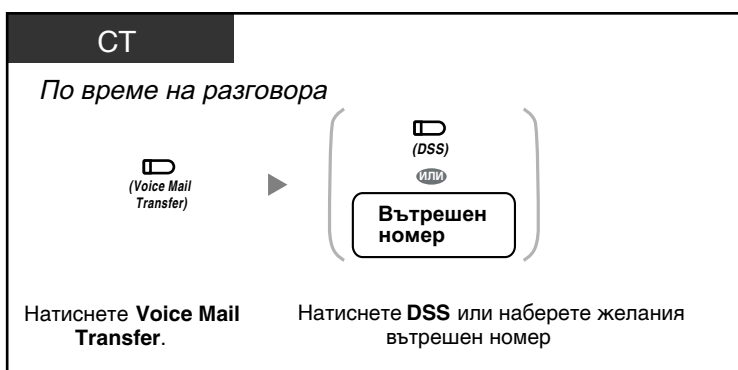 СТ
По време на разговора
(Voice Mail
Transfer)
(DSS)
или
Вътрешен
номер
Натиснете Voice Mail
Transfer.
Натиснете DSS или наберете желания
вътрешен номер